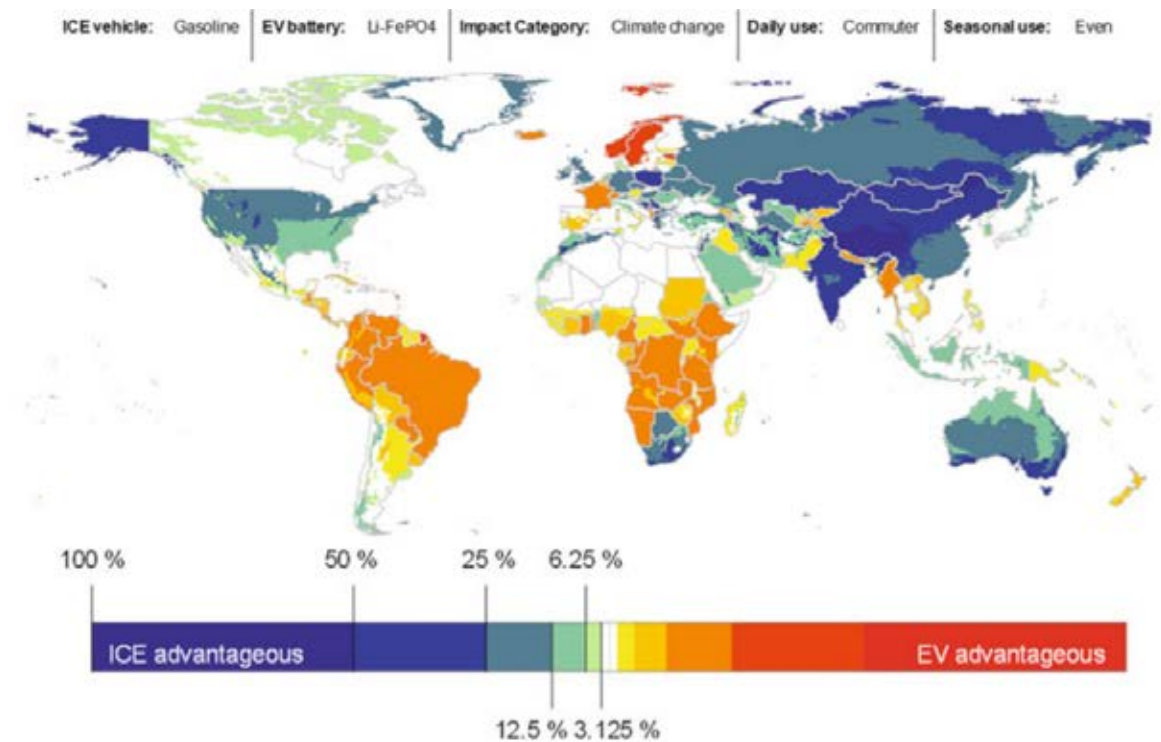 ICE vehicle: Gasoline EV battery: Li-FePO4 Impact Category: Climate change Daily use: Commuter Seasonal use: Even
100 % 50 % 25 % 6.25 %
ICE advantageous EV advantageous
12.5 % 3.125 %